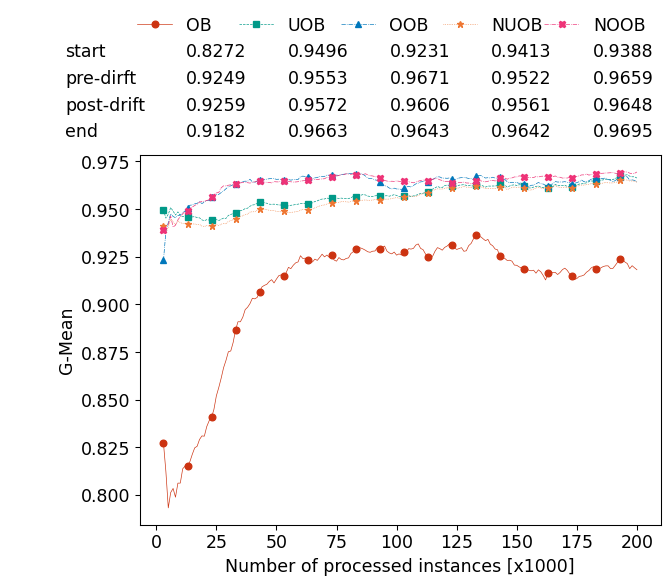 OB UOB OOB NUOB NOOB
start 0.8272 0.9496 0.9231 0.9413 0.9388
pre-dirft 0.9249 0.9553 0.9671 0.9522 0.9659
post-drift 0.9259 0.9572 0.9606 0.9561 0.9648
end 0.9182 0.9663 0.9643 0.9642 0.9695
0.975
0.950
0.925
0.900
0.875
0.850
0.825
0.800
G-Mean
0 25 50 75 100 125 150 175 200
Number of processed instances [x1000]